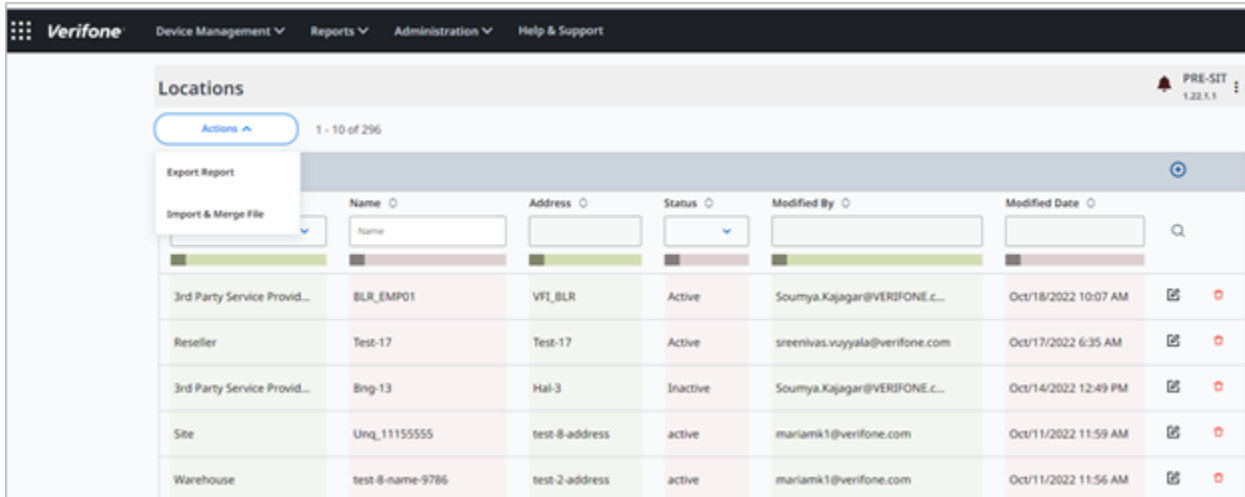 Verifone Device Management Reports Administration Help & Support
Locations
PRE-SIT
1.22.1.1
Actions 1 - 10 of 296
Export Report
Import & Merge File
Name Address Status Modified By Modified Date
Name
3rd Party Service Provid... BLR_EMP01 VFI_BLR Active Soumya.Kajagar@VERIFONE.c... Oct/18/2022 10:07 AM
Reseller Test-17 Test-17 Active sreenivas.vuyyala@verifone.com Oct/17/2022 6:35 AM
3rd Party Service Provid... Bng-13 Hal-3 Inactive Soumya.Kajagar@VERIFONE.c... Oct/14/2022 12:49 PM
Site Unq_11155555 test-8-address active mariamk1@verifone.com Oct/11/2022 11:59 AM
Warehouse test-8-name-9786 test-2-address active mariamk1@verifone.com Oct/11/2022 11:56 AM